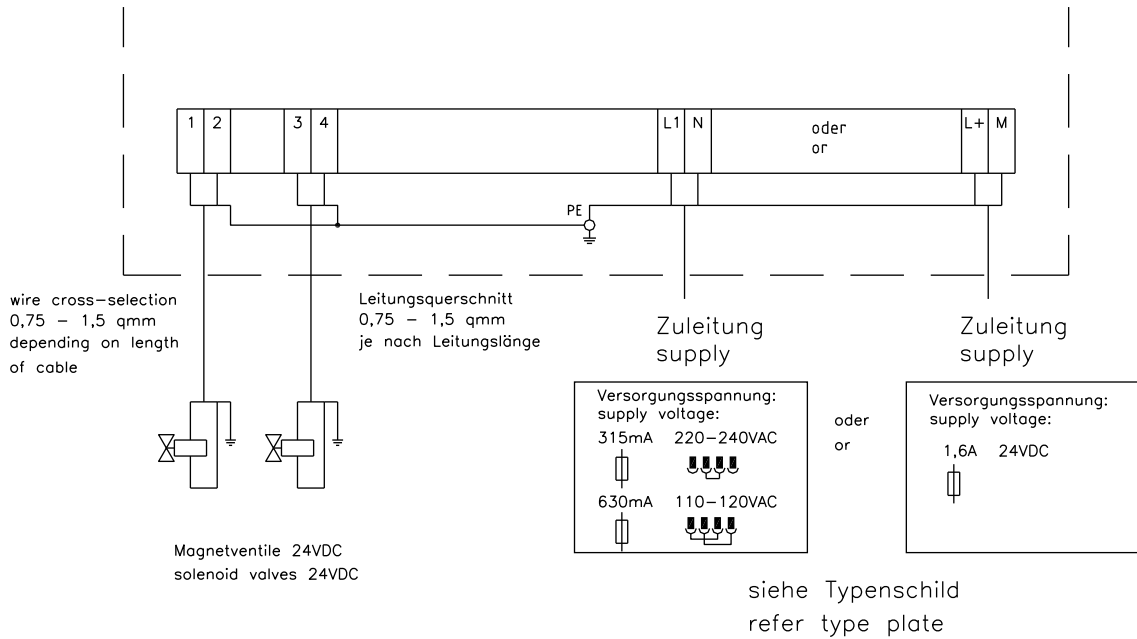 1 2 3 4 L1 N oder L+ M
or
PE
wire cross-selection
0,75 - 1,5 qmm
depending on length
of cable
Leitungsquerschnitt
0,75 - 1,5 qmm
je nach Leitungslänge
Zuleitung
supply
Zuleitung
supply
Versorgungsspannung:
supply voltage:
315mA 220-240VAC
630mA 110-120VAC
oder
or
Versorgungsspannung:
supply voltage:
1,6A 24VDC
Magnetventile 24VDC
solenoid valves 24VDC
siehe Typenschild
refer type plate